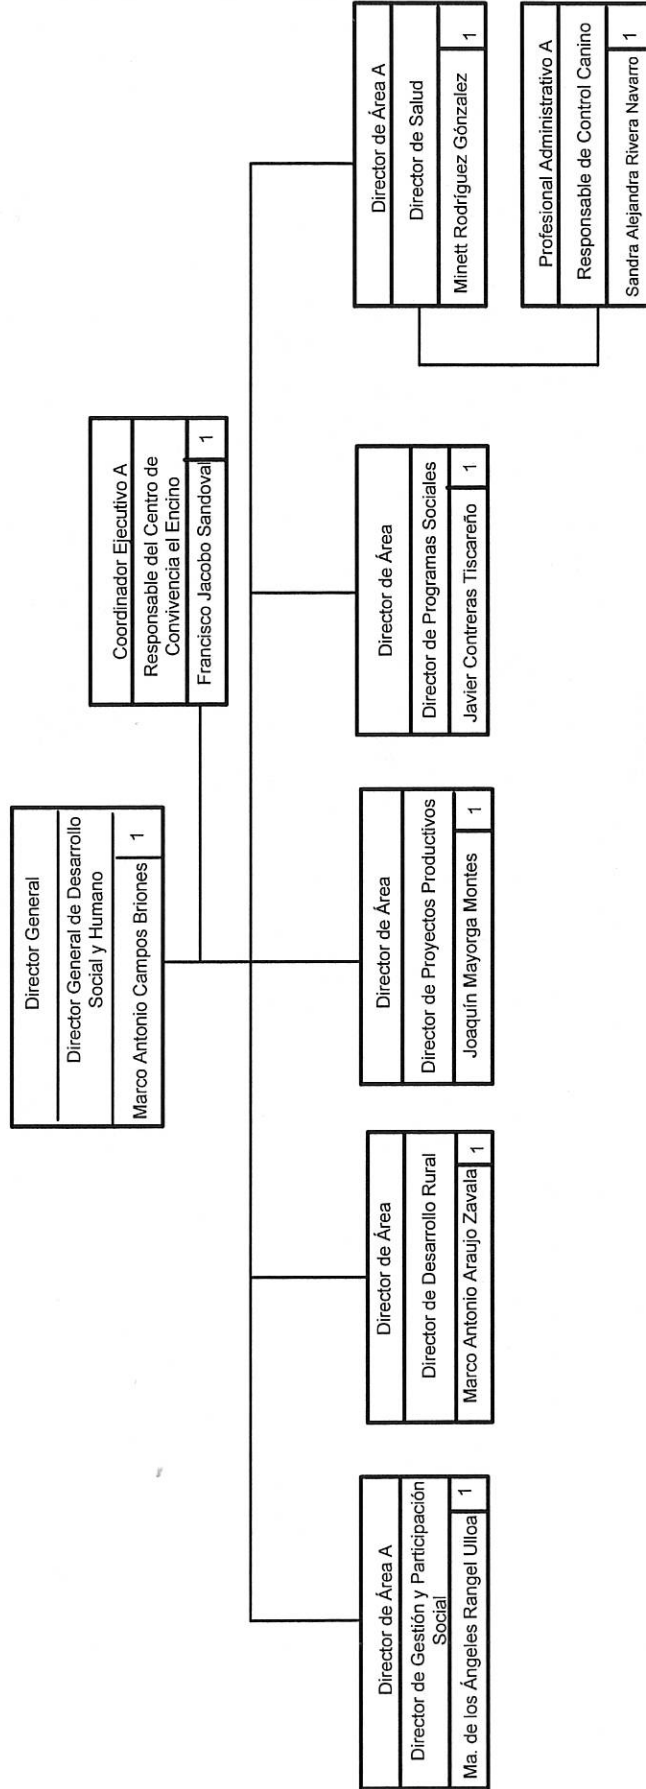 Director General
Director General de Desarrollo
Social y Humano
Marco Antonio Campos Briones 1
Coordinador Ejecutivo A
Responsable del Centro de
Convivencia el Encino
Francisco Jacobo Sandoval 1
Director de Área A
Director de Gestión y Participación
Social
Ma. de los Ángeles Rangel Ulloa 1
Director de Área
Director de Desarrollo Rural
Marco Antonio Araujo Zavala 1
Director de Área
Director de Proyectos Productivos
Joaquín Mayorga Montes 1
Director de Área
Director de Programas Sociales
Javier Contreras Tiscareño 1
Director de Área A
Director de Salud
Minett Rodríguez Gónzalez 1
Profesional Administrativo A
Responsable de Control Canino
Sandra Alejandra Rivera Navarro 1